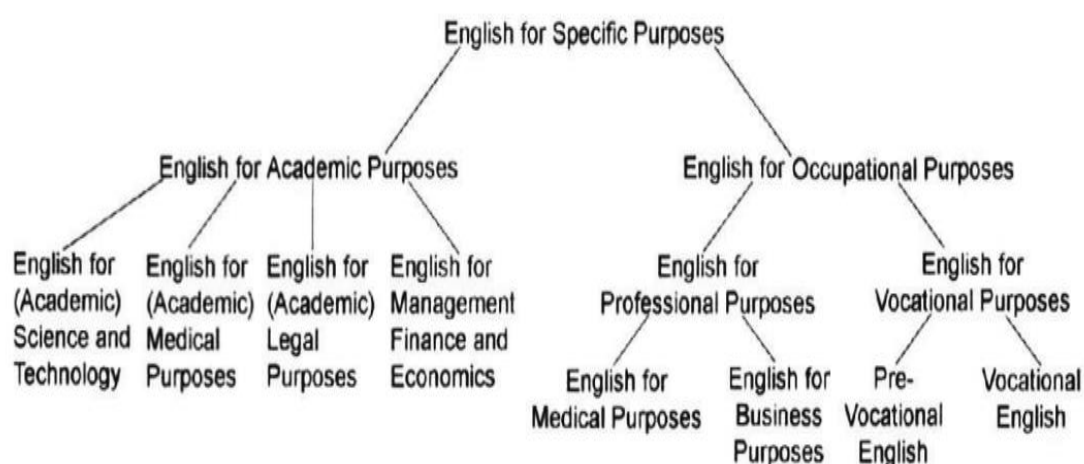 English for Specific Purposes
English for Academic Purposes
English for Occupational Purposes
English for
(Academic)
Science and
Technology
English for
(Academic)
Medical
Purposes
English for
(Academic)
Legal
Purposes
English for
Management
Finance and
Economics
English for
Professional Purposes
English for
Vocational Purposes
English for
Medical Purposes
English for
Business
Purposes
Pre-
Vocational
English
Vocational
English